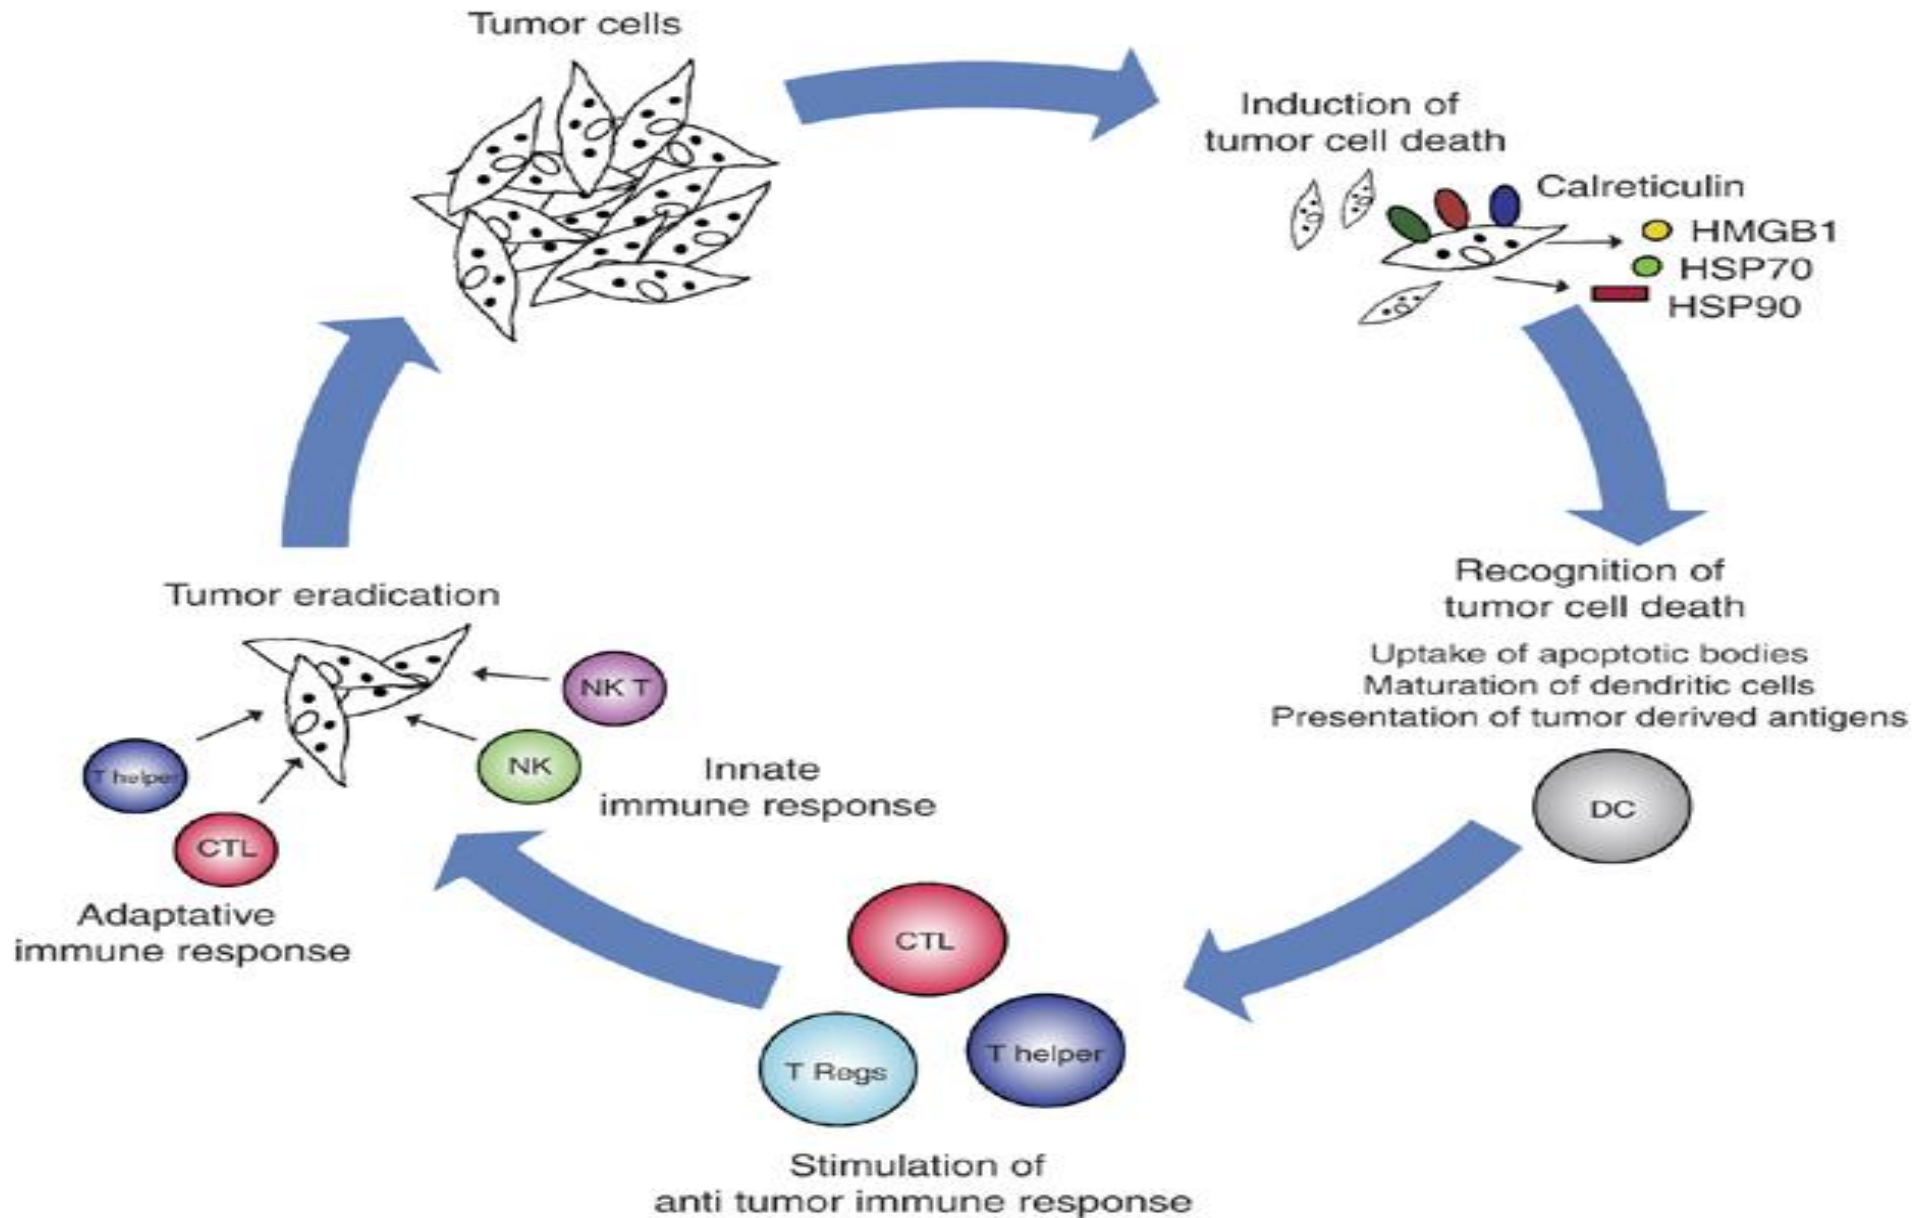 Tumor cells
Induction of
tumor cell death
Calreticulin
HMGB1
HSP70
HSP90
Recognition of
tumor cell death
Uptake of apoptotic bodies
Maturation of dendritic cells
Presentation of tumor derived antigens
DC
CTL
T helper
T Regs
Stimulation of
anti tumor immune response
Tumor eradication
NK T
NK
Innate
immune response
T helper
CTL
Adaptative
immune response